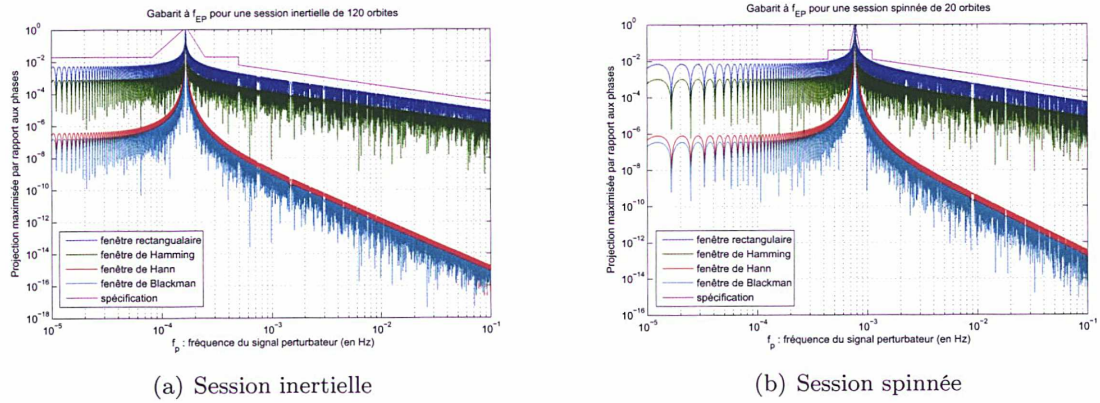 Gabarit à f_EP pour une session inertielle de 120 orbites
Projection maximisée par rapport aux phases
10^0
10^-2
10^-4
10^-6
10^-8
10^-10
10^-12
10^-14
10^-16
10^-18
fenêtre rectangualaire
fenêtre de Hamming
fenêtre de Hann
fenêtre de Blackman
spécification
10^-5
10^-4
10^-3
10^-2
10^-1
f_p : fréquence du signal perturbateur (en Hz)
(a) Session inertielle
Gabarit à f_EP pour une session spinnée de 20 orbites
Projection maximisée par rapport aux phases
10^0
10^-2
10^-4
10^-6
10^-8
10^-10
10^-12
10^-14
10^-16
fenêtre rectangulaire
fenêtre de Hamming
fenêtre de Hann
fenêtre de Blackman
spécification
10^-5
10^-4
10^-3
10^-2
10^-1
f_p : fréquence du signal perturbateur (en Hz)
(b) Session spinnée